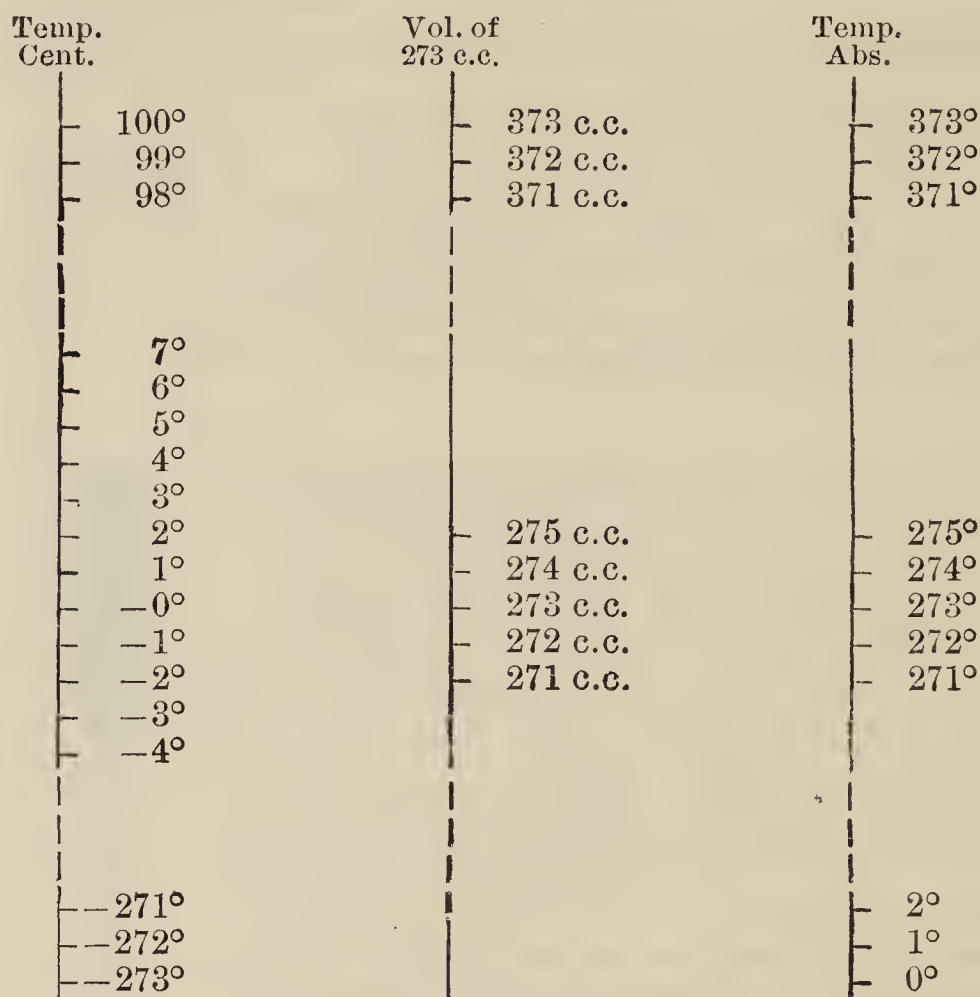 Temp. Vol. of Temp.
Cent. 273 c.c. Abs.
100° 373 c.c. 373°
99° 372 c.c. 372°
98° 371 c.c. 371°
7°
6°
5°
4°
3°
2° 275 c.c. 275°
1° 274 c.c. 274°
—0° 273 c.c. 273°
—1° 272 c.c. 272°
—2° 271 c.c. 271°
—3°
—4°
—271° 2°
—272° 1°
—273° 0°